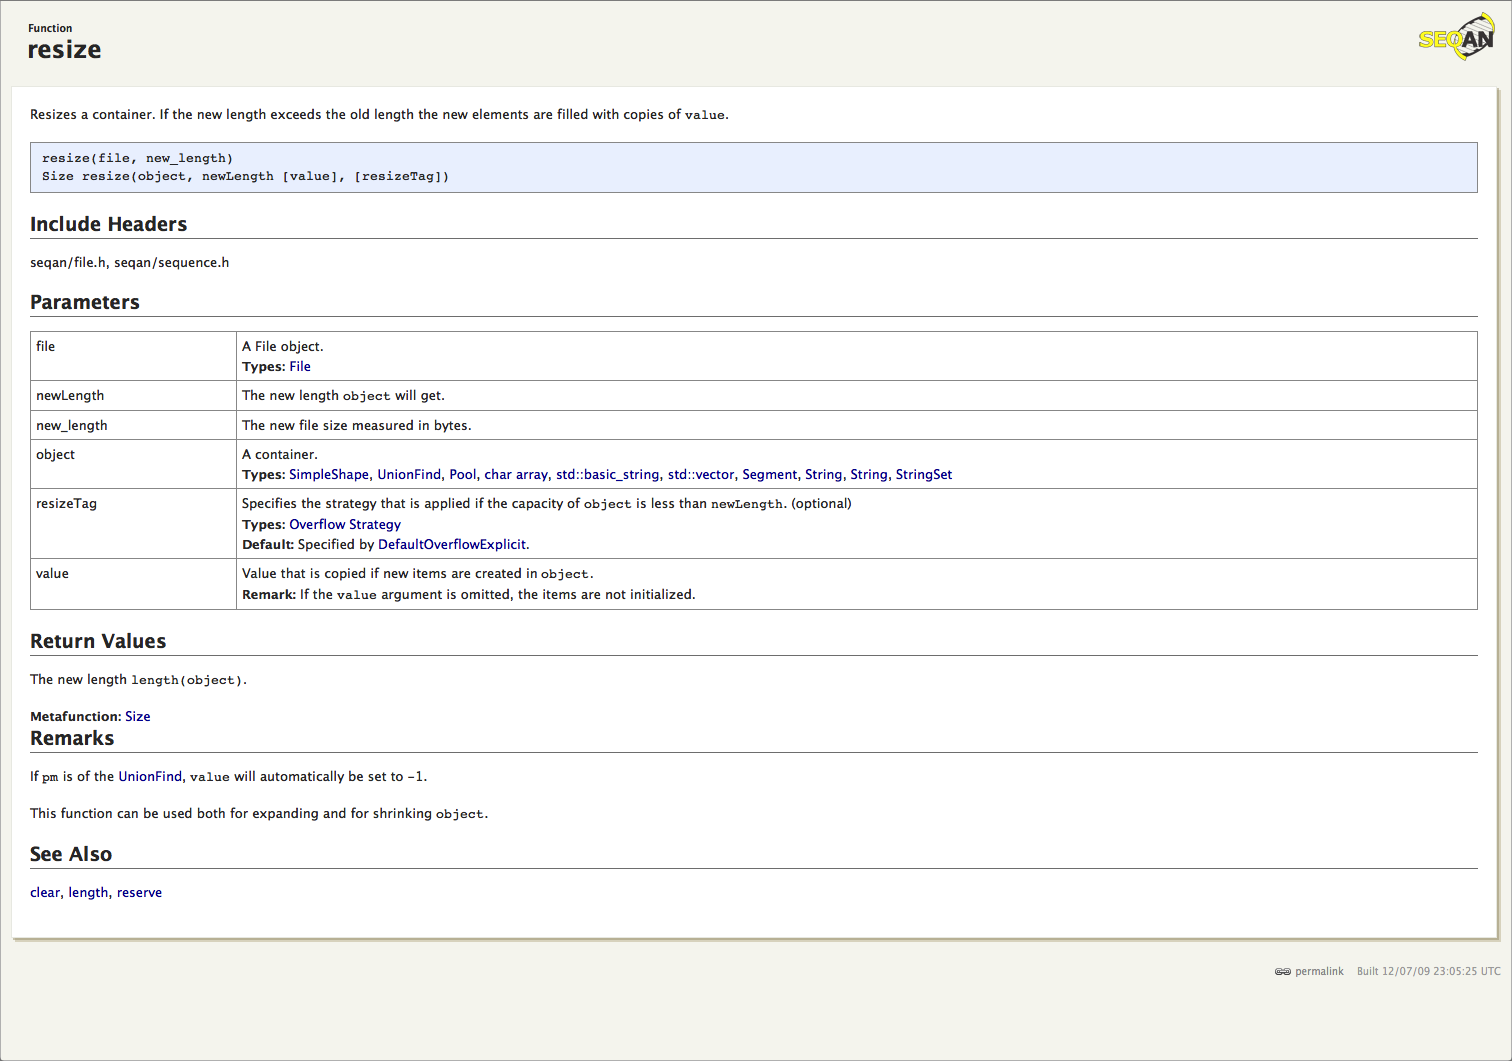 Function
resize
SEQAN
Resizes a container. If the new length exceeds the old length the new elements are filled with copies of value.
resize(file, new_length)
Size resize(object, newLength [value], [resizeTag])
Include Headers
seqan/file.h, seqan/sequence.h
Parameters
file
A File object.
Types: File
newLength
The new length object will get.
new_length
The new file size measured in bytes.
object
A container.
Types: SimpleShape, UnionFind, Pool, char array, std::basic_string, std::vector, Segment, String, String, StringSet
resizeTag
Specifies the strategy that is applied if the capacity of object is less than newLength. (optional)
Types: Overflow Strategy
Default: Specified by DefaultOverflowExplicit.
value
Value that is copied if new items are created in object.
Remark: If the value argument is omitted, the items are not initialized.
Return Values
The new length length(object).
Metafunction: Size
Remarks
If pm is of the UnionFind, value will automatically be set to -1.
This function can be used both for expanding and for shrinking object.
See Also
clear, length, reserve
permalink Built 12/07/09 23:05:25 UTC